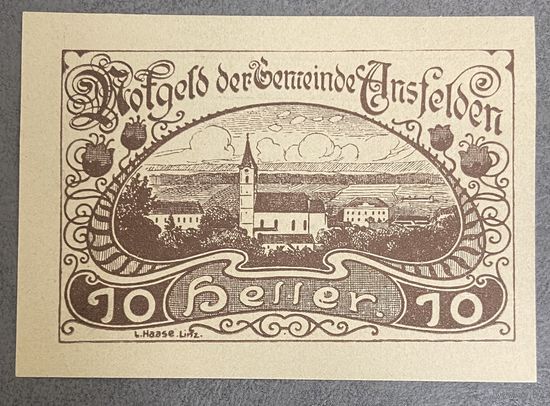 Notgeld der Gemeinde Ansfelden
10 Heller. 10
L. Haase. Linz.